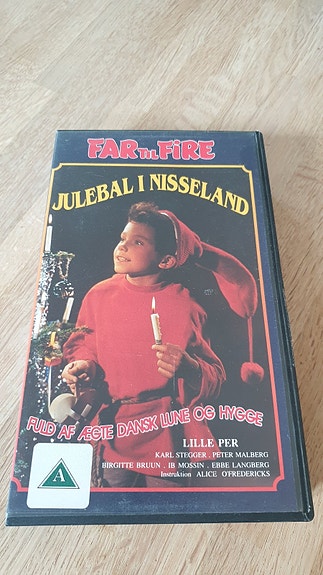 FAR TIL FIRE
JULEBAL I NISSELAND
FULD AF ÆGTE DANSK LUNE OG HYGGE
LILLE PER
KARL STEGGER . PETER MALBERG
BIRGITTE BRUUN . IB MOSSIN . EBBE LANGBERG
Instruktion ALICE O'FREDERICKS
A